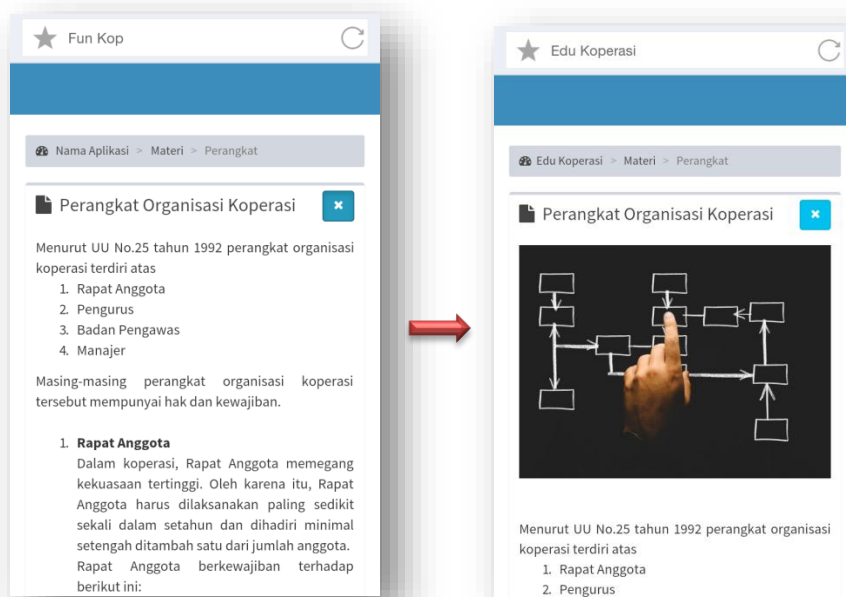 Fun Kop
Nama Aplikasi > Materi > Perangkat
Perangkat Organisasi Koperasi
Menurut UU No.25 tahun 1992 perangkat organisasi
koperasi terdiri atas
1. Rapat Anggota
2. Pengurus
3. Badan Pengawas
4. Manajer
Masing-masing perangkat organisasi koperasi
tersebut mempunyai hak dan kewajiban.
1. Rapat Anggota
Dalam koperasi, Rapat Anggota memegang
kekuasaan tertinggi. Oleh karena itu, Rapat
Anggota harus dilaksanakan paling sedikit
sekali dalam setahun dan dihadiri minimal
setengah ditambah satu dari jumlah anggota.
Rapat Anggota berkewajiban terhadap
berikut ini:
Edu Koperasi
Edu Koperasi > Materi > Perangkat
Perangkat Organisasi Koperasi
Menurut UU No.25 tahun 1992 perangkat organisasi
koperasi terdiri atas
1. Rapat Anggota
2. Pengurus